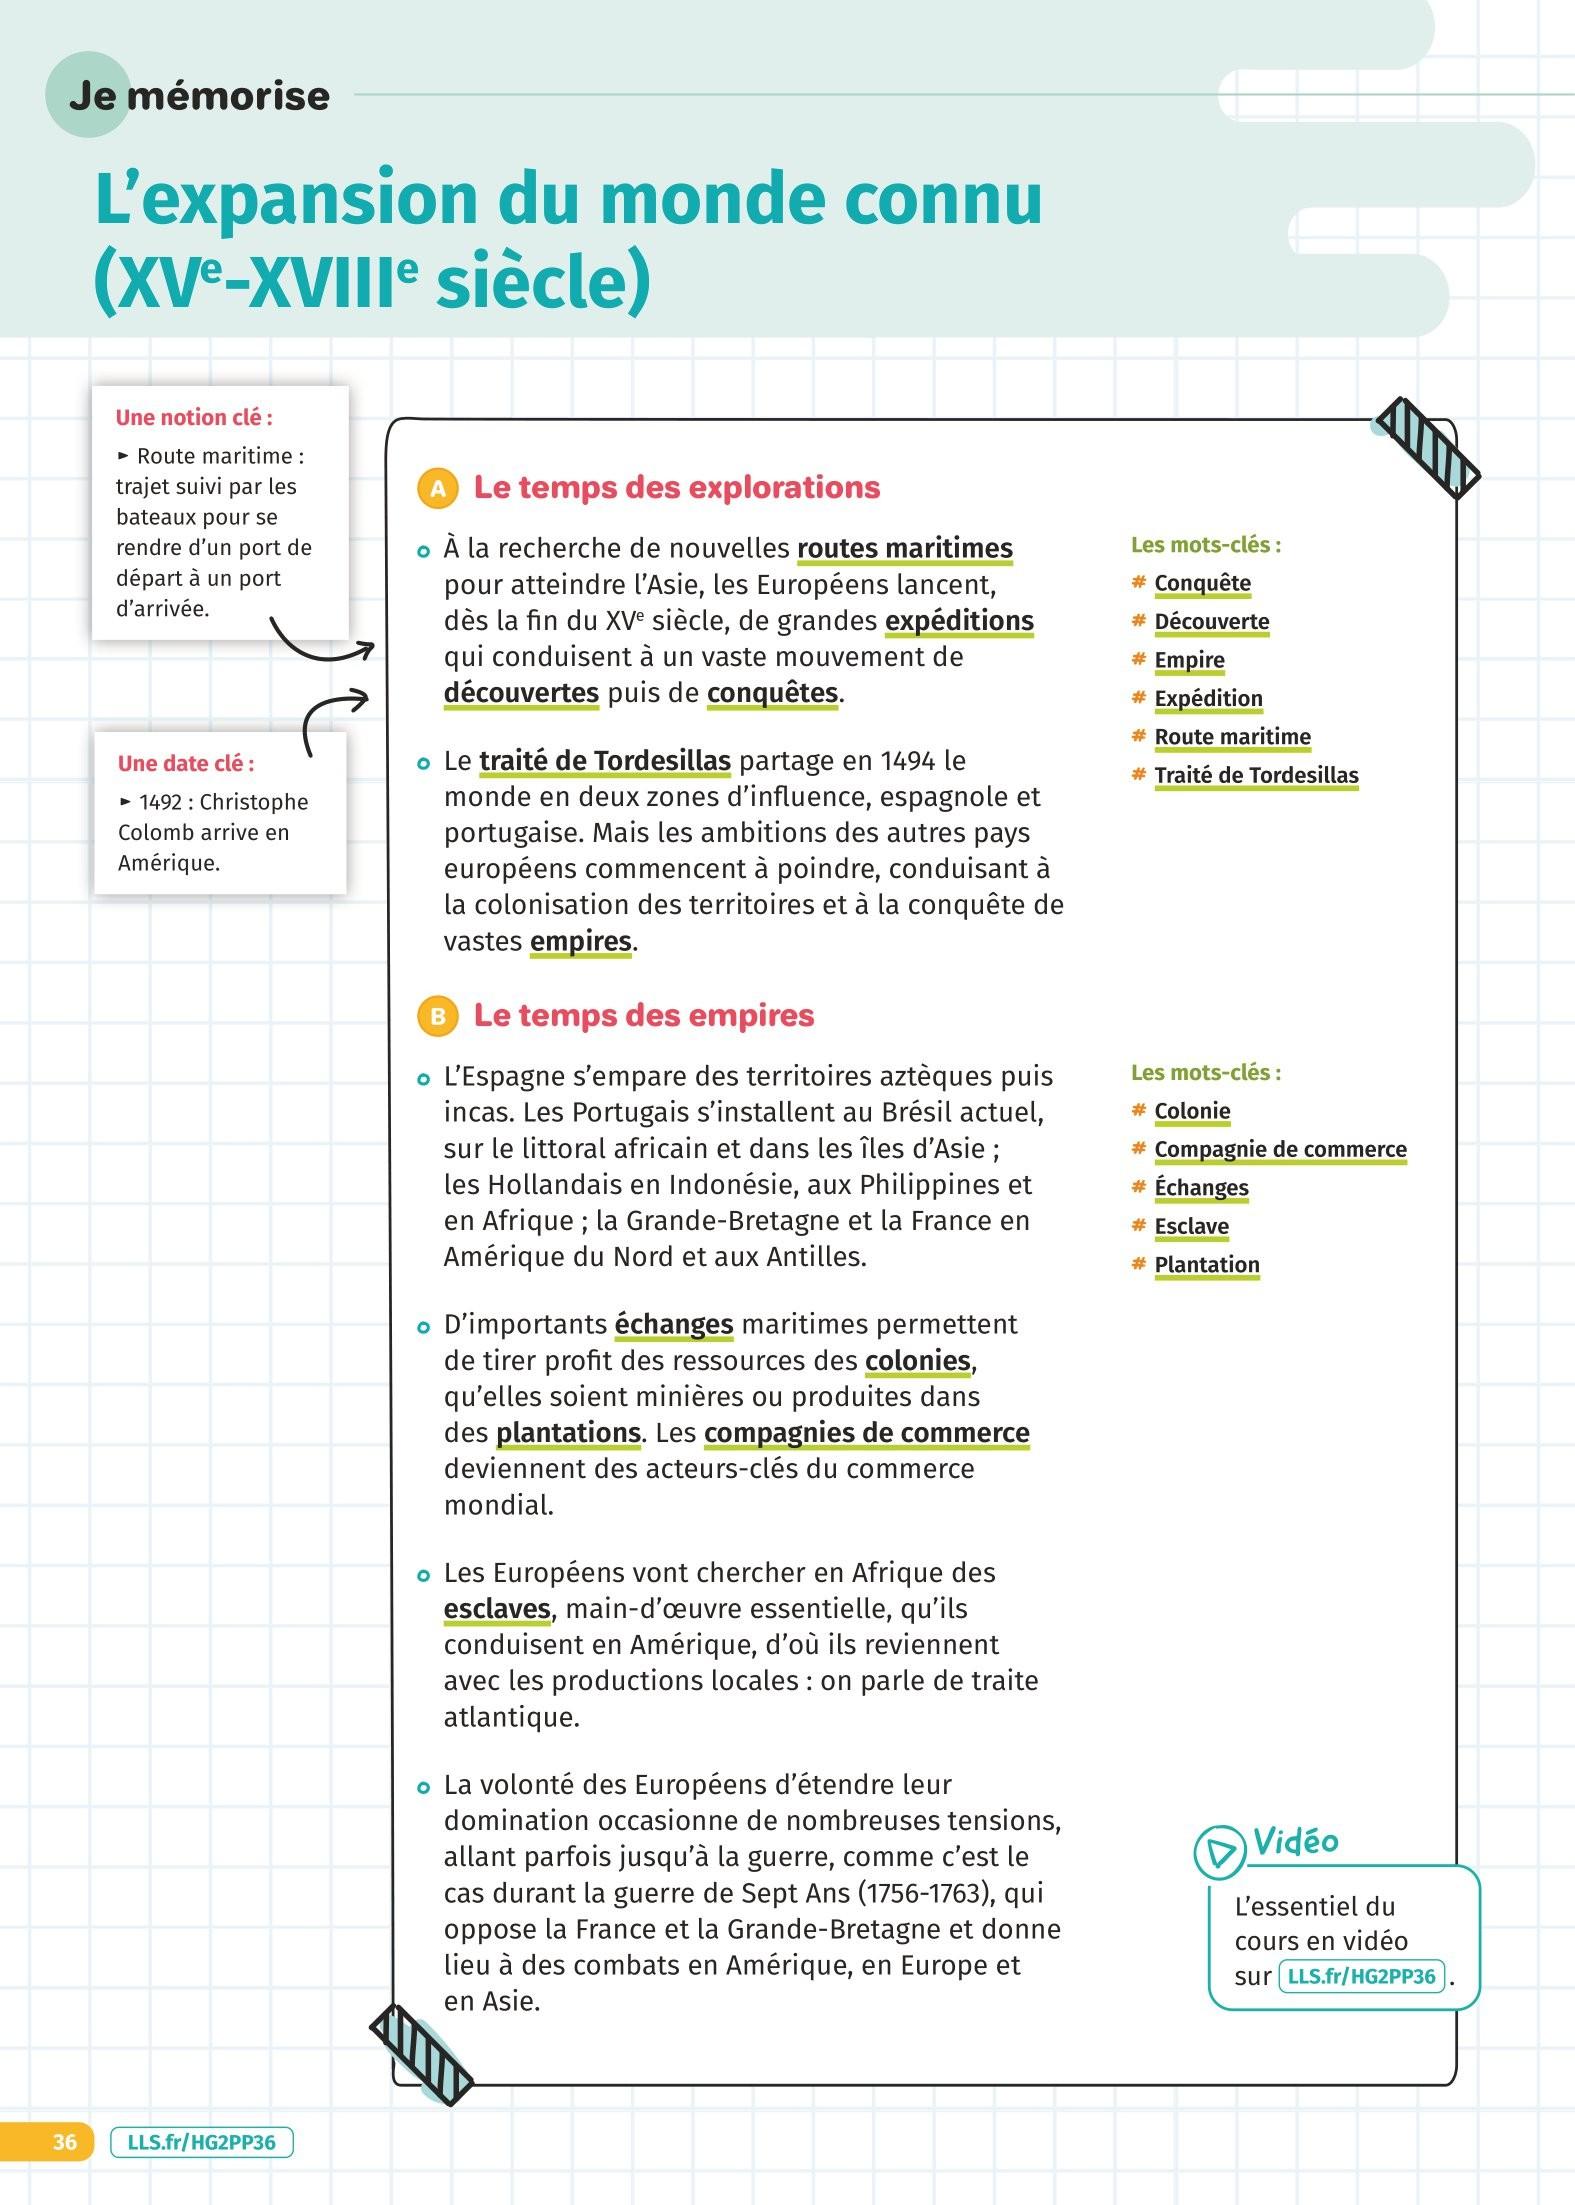 Je mémorise
L’expansion du monde connu
(XVe-XVIIIe siècle)
Une notion clé :
► Route maritime :
trajet suivi par les
bateaux pour se
rendre d’un port de
départ à un port
d’arrivée.
Une date clé :
► 1492 : Christophe
Colomb arrive en
Amérique.
A Le temps des explorations
À la recherche de nouvelles routes maritimes
pour atteindre l’Asie, les Européens lancent,
dès la fin du XVe siècle, de grandes expéditions
qui conduisent à un vaste mouvement de
découvertes puis de conquêtes.
Le traité de Tordesillas partage en 1494 le
monde en deux zones d’influence, espagnole et
portugaise. Mais les ambitions des autres pays
européens commencent à poindre, conduisant à
la colonisation des territoires et à la conquête de
vastes empires.
Les mots-clés :
# Conquête
# Découverte
# Empire
# Expédition
# Route maritime
# Traité de Tordesillas
B Le temps des empires
L’Espagne s’empare des territoires aztèques puis
incas. Les Portugais s’installent au Brésil actuel,
sur le littoral africain et dans les îles d’Asie ;
les Hollandais en Indonésie, aux Philippines et
en Afrique ; la Grande-Bretagne et la France en
Amérique du Nord et aux Antilles.
D’importants échanges maritimes permettent
de tirer profit des ressources des colonies,
qu’elles soient minières ou produites dans
des plantations. Les compagnies de commerce
deviennent des acteurs-clés du commerce
mondial.
Les Européens vont chercher en Afrique des
esclaves, main-d’œuvre essentielle, qu’ils
conduisent en Amérique, d’où ils reviennent
avec les productions locales : on parle de traite
atlantique.
La volonté des Européens d’étendre leur
domination occasionne de nombreuses tensions,
allant parfois jusqu’à la guerre, comme c’est le
cas durant la guerre de Sept Ans (1756-1763), qui
oppose la France et la Grande-Bretagne et donne
lieu à des combats en Amérique, en Europe et
en Asie.
Les mots-clés :
# Colonie
# Compagnie de commerce
# Échanges
# Esclave
# Plantation
Vidéo
L’essentiel du
cours en vidéo
sur LLS.fr/HG2PP36 .
36 LLS.fr/HG2PP36